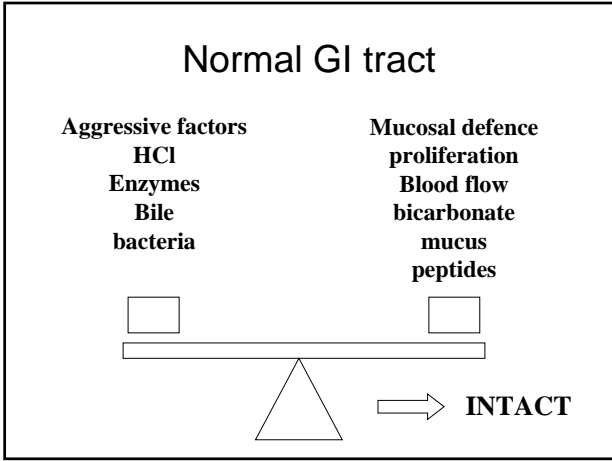 Normal GI tract
Aggressive factors
HCl
Enzymes
Bile
bacteria
Mucosal defence
proliferation
Blood flow
bicarbonate
mucus
peptides
INTACT